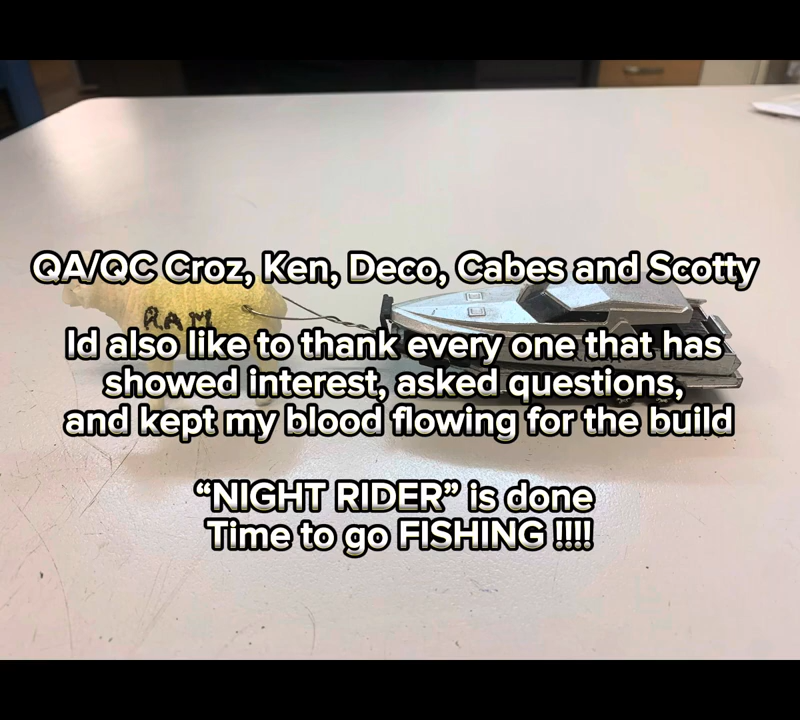 QA/QC Croz, Ken, Deco, Cabes and Scotty
RAM
Id also like to thank every one that has
showed interest, asked questions,
and kept my blood flowing for the build
“NIGHT RIDER” is done
Time to go FISHING !!!!